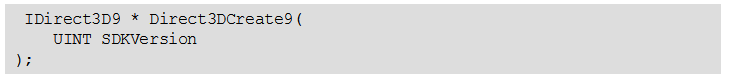 IDirect3D9 * Direct3DCreate9(
UINT SDKVersion
);